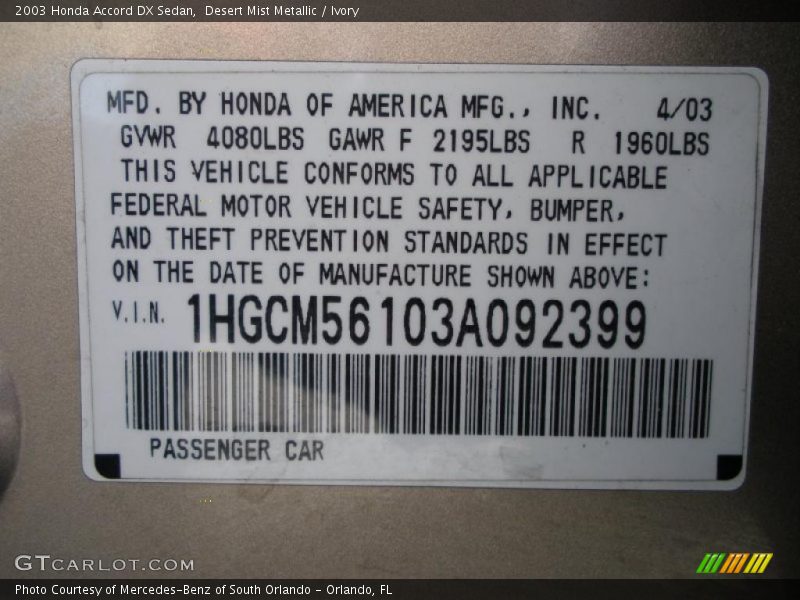 2003 Honda Accord DX Sedan,  Desert Mist Metallic / Ivory
MFD. BY HONDA OF AMERICA MFG., INC. 4/03
GVWR 4080LBS GAWR F 2195LBS R 1960LBS
THIS VEHICLE CONFORMS TO ALL APPLICABLE
FEDERAL MOTOR VEHICLE SAFETY, BUMPER,
AND THEFT PREVENTION STANDARDS IN EFFECT
ON THE DATE OF MANUFACTURE SHOWN ABOVE:
V.I.N. 1HGCM56103A092399
PASSENGER CAR
GTCARLOT.COM
Photo Courtesy of Mercedes-Benz of South Orlando - Orlando, FL